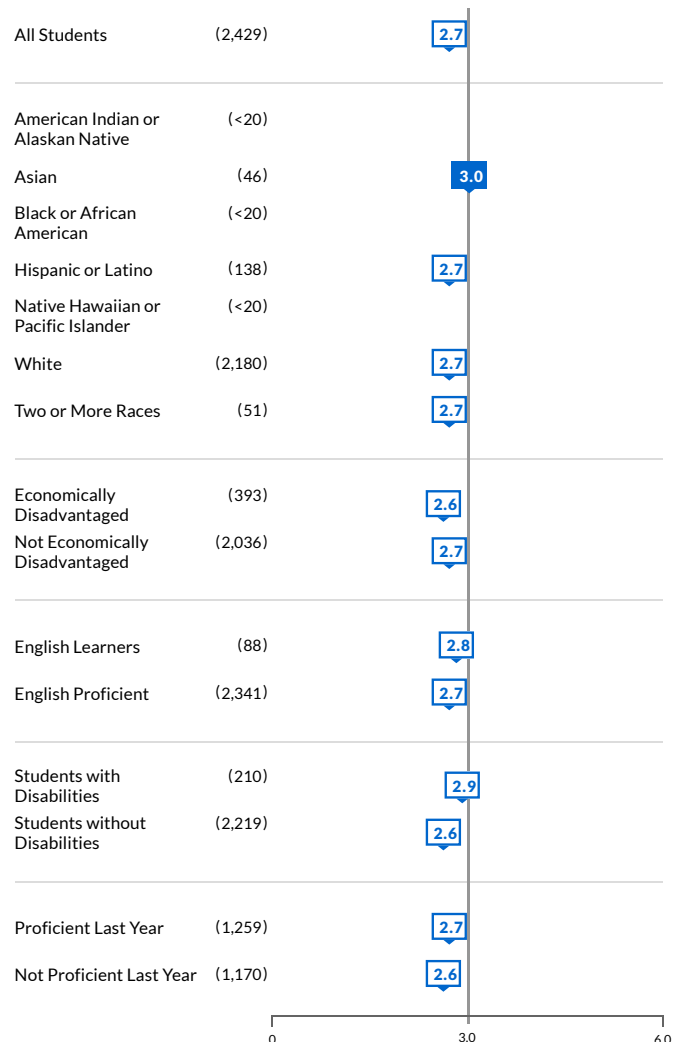 All Students (2,429) 2.7
American Indian or (<20)
Alaskan Native
Asian (46) 3.0
Black or African (<20)
American
Hispanic or Latino (138) 2.7
Native Hawaiian or (<20)
Pacific Islander
White (2,180) 2.7
Two or More Races (51) 2.7
Economically (393) 2.6
Disadvantaged
Not Economically (2,036) 2.7
Disadvantaged
English Learners (88) 2.8
English Proficient (2,341) 2.7
Students with (210) 2.9
Disabilities
Students without (2,219) 2.6
Disabilities
Proficient Last Year (1,259) 2.7
Not Proficient Last Year (1,170) 2.6
0 3.0 6.0